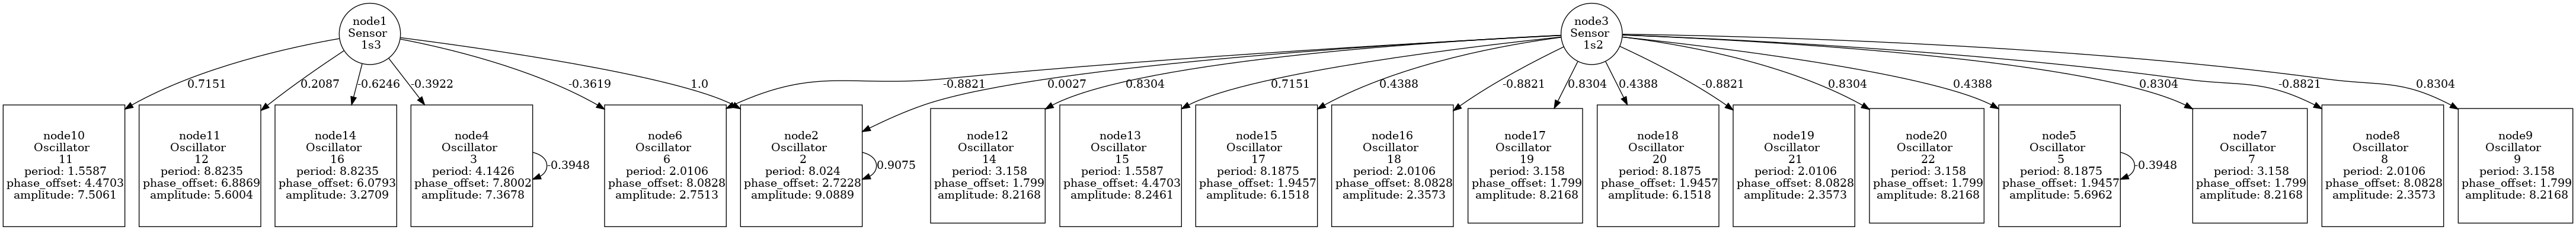 node1
Sensor
1s3
node3
Sensor
1s2
0.7151
0.2087
-0.6246
-0.3922
-0.3619
1.0
-0.8821
0.0027
0.8304
0.7151
0.4388
-0.8821
0.8304
0.4388
-0.8821
0.8304
0.4388
0.8304
-0.8821
0.8304
node10
Oscillator
11
period: 1.5587
phase_offset: 4.4703
amplitude: 7.5061
node11
Oscillator
12
period: 8.8235
phase_offset: 6.8869
amplitude: 5.6004
node14
Oscillator
16
period: 8.8235
phase_offset: 6.0793
amplitude: 3.2709
node4
Oscillator
3
period: 4.1426
phase_offset: 7.8002
amplitude: 7.3678
-0.3948
node6
Oscillator
6
period: 2.0106
phase_offset: 8.0828
amplitude: 2.7513
node2
Oscillator
2
period: 8.024
phase_offset: 2.7228
amplitude: 9.0889
0.9075
node12
Oscillator
14
period: 3.158
phase_offset: 1.799
amplitude: 8.2168
node13
Oscillator
15
period: 1.5587
phase_offset: 4.4703
amplitude: 8.2461
node15
Oscillator
17
period: 8.1875
phase_offset: 1.9457
amplitude: 6.1518
node16
Oscillator
18
period: 2.0106
phase_offset: 8.0828
amplitude: 2.3573
node17
Oscillator
19
period: 3.158
phase_offset: 1.799
amplitude: 8.2168
node18
Oscillator
20
period: 8.1875
phase_offset: 1.9457
amplitude: 6.1518
node19
Oscillator
21
period: 2.0106
phase_offset: 8.0828
amplitude: 2.3573
node20
Oscillator
22
period: 3.158
phase_offset: 1.799
amplitude: 8.2168
node5
Oscillator
5
period: 8.1875
phase_offset: 1.9457
amplitude: 5.6962
-0.3948
node7
Oscillator
7
period: 3.158
phase_offset: 1.799
amplitude: 8.2168
node8
Oscillator
8
period: 2.0106
phase_offset: 8.0828
amplitude: 2.3573
node9
Oscillator
9
period: 3.158
phase_offset: 1.799
amplitude: 8.2168